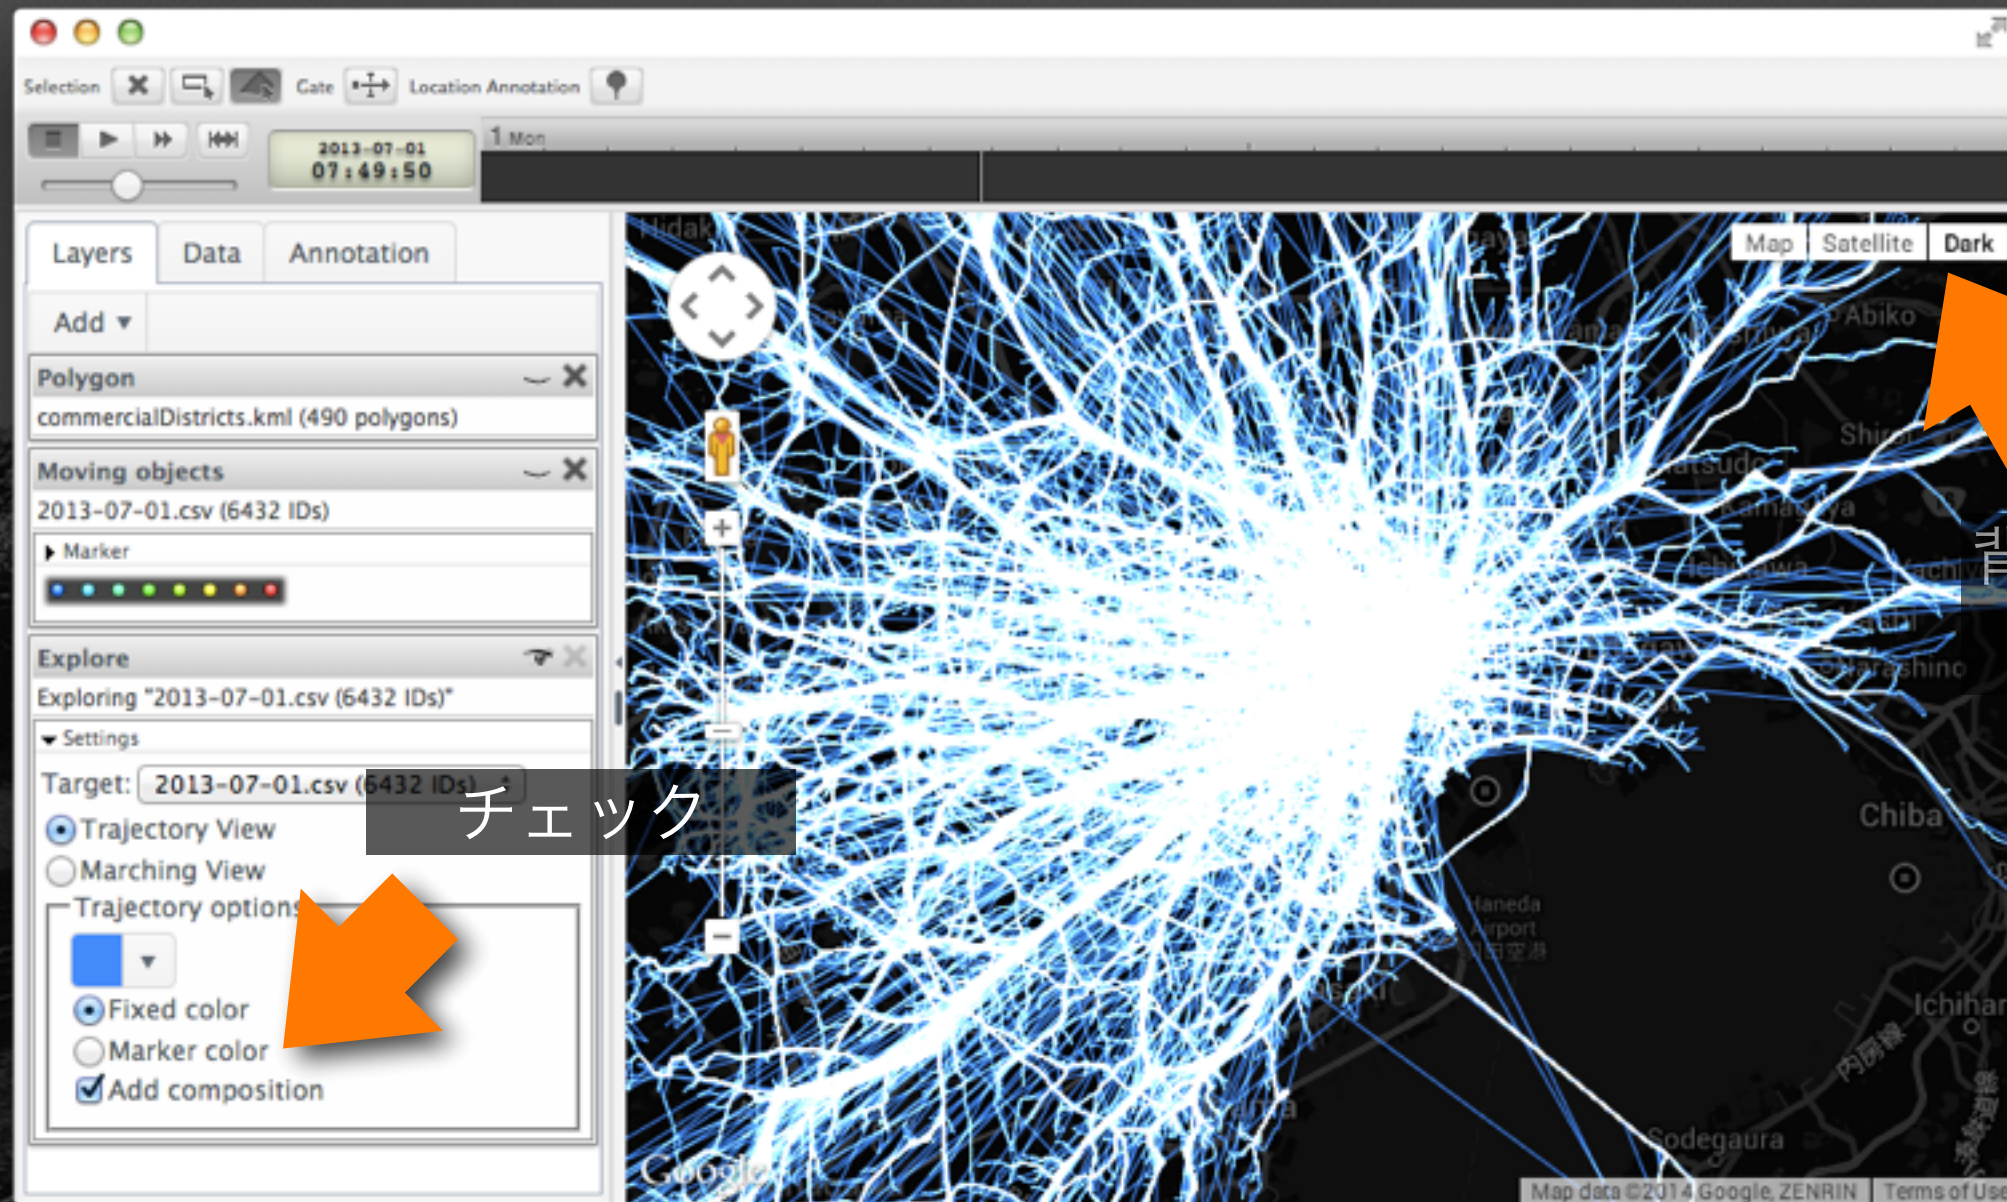 Selection
Gate
Location Annotation
2013-07-01
07:49:50
1 Mon
Layers
Data
Annotation
Add
Polygon
commercialDistricts.kml (490 polygons)
Moving objects
2013-07-01.csv (6432 IDs)
Marker
Explore
Exploring "2013-07-01.csv (6432 IDs)"
Settings
Target: 2013-07-01.csv (6432 IDs)
チェック
Trajectory View
Marching View
Trajectory options
Fixed color
Marker color
Add composition
Map
Satellite
Dark
Abiko
Narashino
Chiba
Haneda
Airport
Sodegaura
内房線
Google
Map data ©2014 Google, ZENRIN
Terms of Use